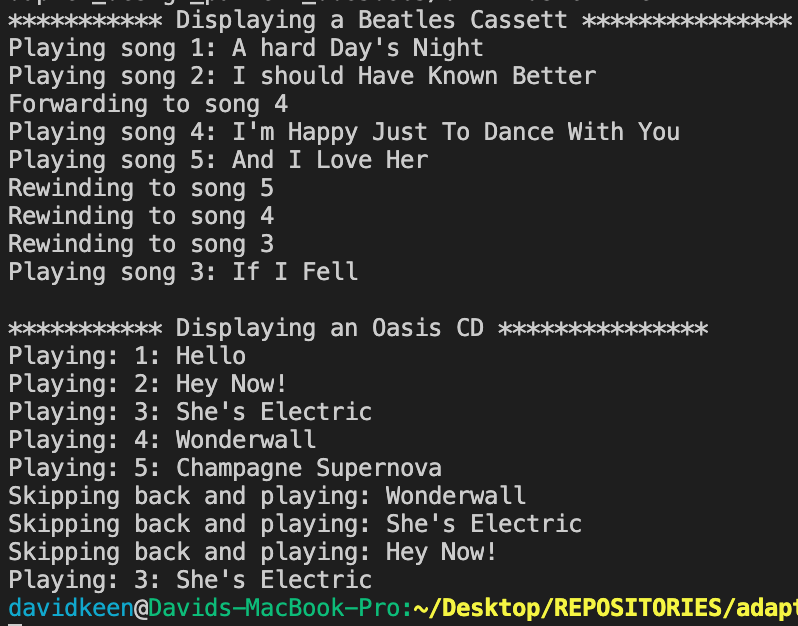 *********** Displaying a Beatles Cassett ***************
Playing song 1: A hard Day's Night
Playing song 2: I should Have Known Better
Forwarding to song 4
Playing song 4: I'm Happy Just To Dance With You
Playing song 5: And I Love Her
Rewinding to song 5
Rewinding to song 4
Rewinding to song 3
Playing song 3: If I Fell
*********** Displaying an Oasis CD ***************
Playing: 1: Hello
Playing: 2: Hey Now!
Playing: 3: She's Electric
Playing: 4: Wonderwall
Playing: 5: Champagne Supernova
Skipping back and playing: Wonderwall
Skipping back and playing: She's Electric
Skipping back and playing: Hey Now!
Playing: 3: She's Electric
davidkeen@Davids-MacBook-Pro:~/Desktop/REPOSITORIES/adapt